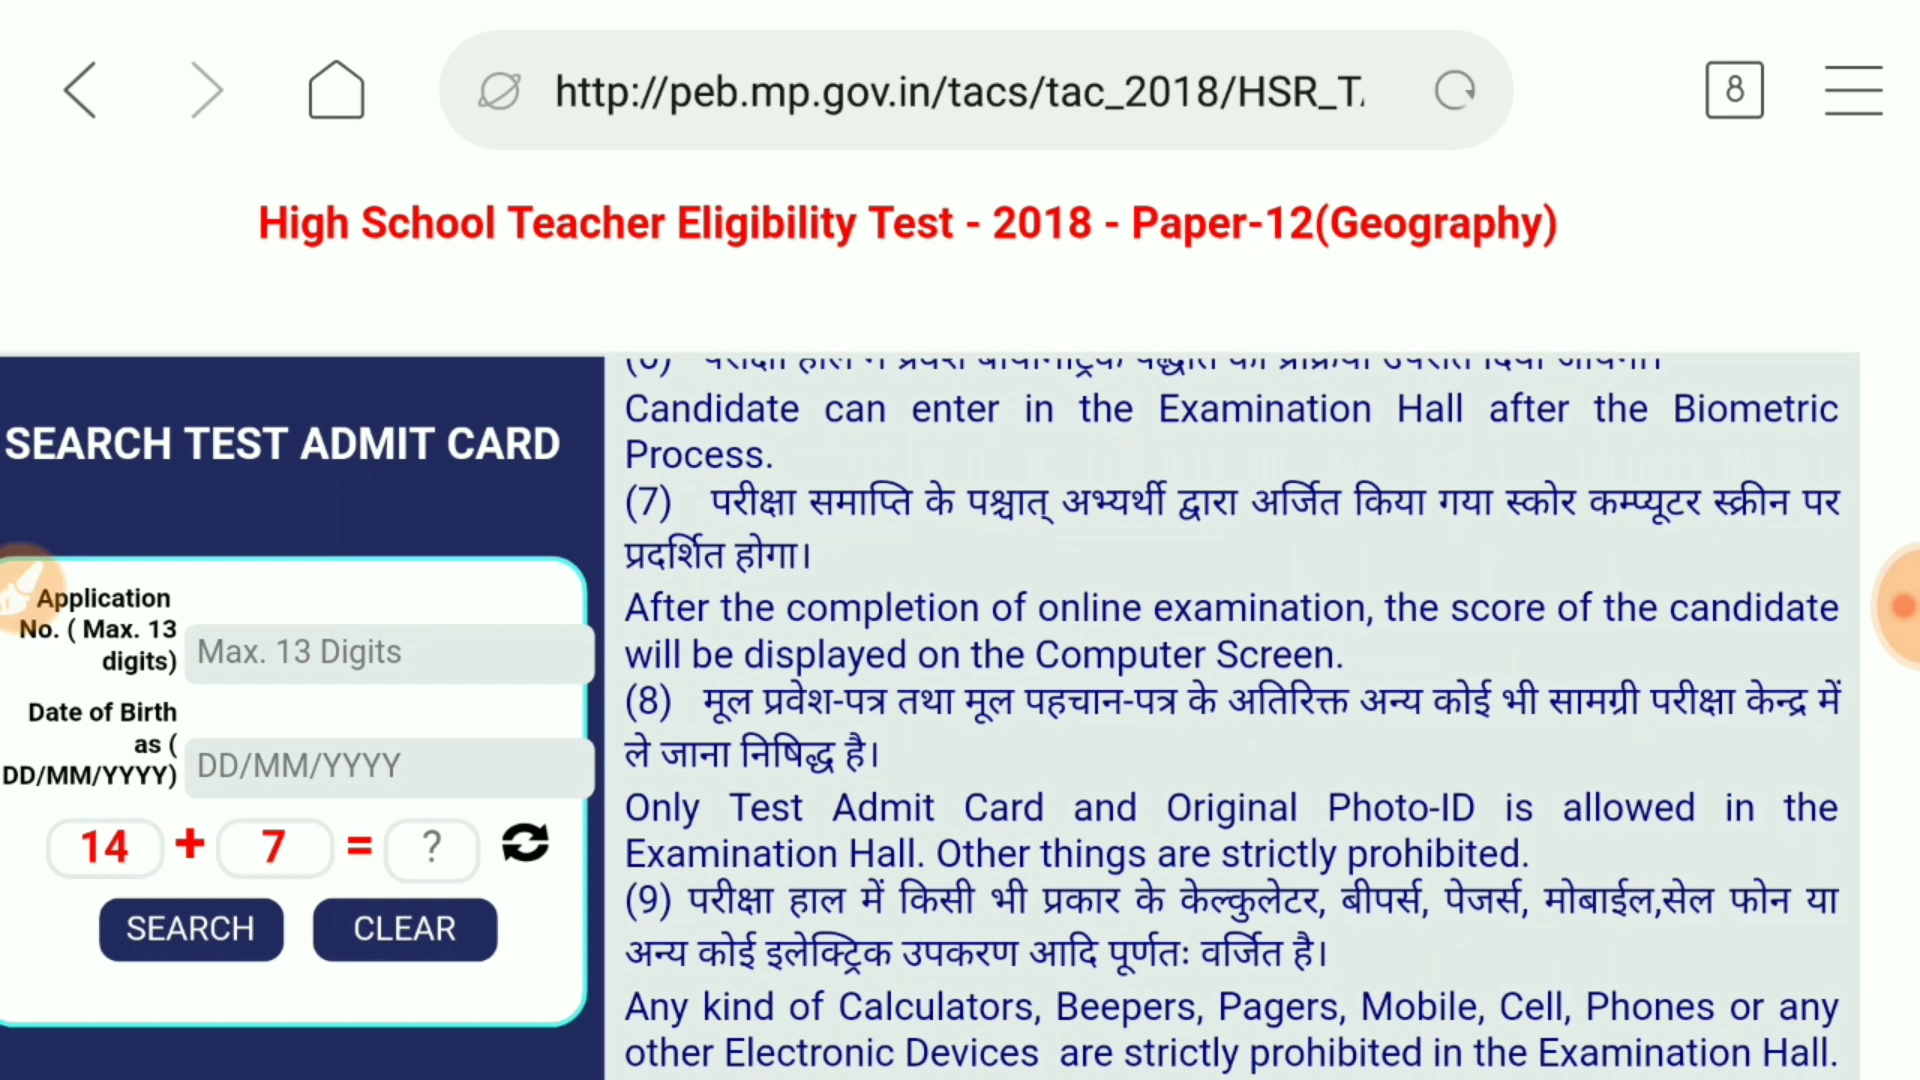 8
http://peb.mp.gov.in/tacs/tac_2018/HSR_T
High School Teacher Eligibility Test - 2018 - Paper-12(Geography)
SEARCH TEST ADMIT CARD
Application
No. ( Max. 13
digits)
Max. 13 Digits
Date of Birth
as (
DD/MM/YYYY)
DD/MM/YYYY
14 + 7 = ?
SEARCH CLEAR
Candidate can enter in the Examination Hall after the Biometric
Process.
(7) परीक्षा समाप्ति के पश्चात् अभ्यर्थी द्वारा अर्जित किया गया स्कोर कम्प्यूटर स्क्रीन पर
प्रदर्शित होगा।
After the completion of online examination, the score of the candidate
will be displayed on the Computer Screen.
(8) मूल प्रवेश-पत्र तथा मूल पहचान-पत्र के अतिरिक्त अन्य कोई भी सामग्री परीक्षा केन्द्र में
ले जाना निषिद्ध है।
Only Test Admit Card and Original Photo-ID is allowed in the
Examination Hall. Other things are strictly prohibited.
(9) परीक्षा हाल में किसी भी प्रकार के केल्कुलेटर, बीपर्स, पेजर्स, मोबाईल,सेल फोन या
अन्य कोई इलेक्ट्रिक उपकरण आदि पूर्णतः वर्जित है।
Any kind of Calculators, Beepers, Pagers, Mobile, Cell, Phones or any
other Electronic Devices are strictly prohibited in the Examination Hall.